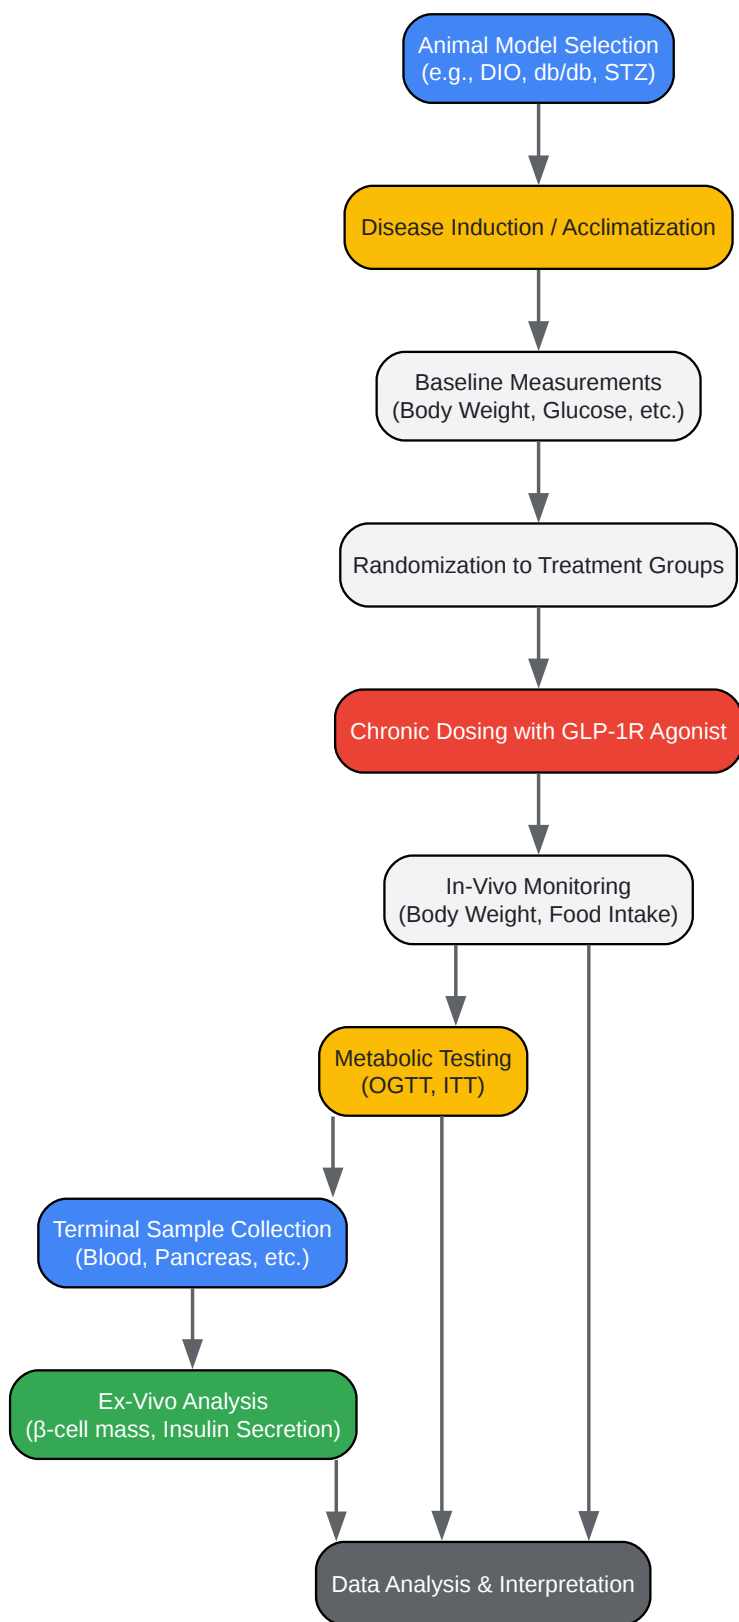 Animal Model Selection
(e.g., DIO, db/db, STZ)
Disease Induction / Acclimatization
Baseline Measurements
(Body Weight, Glucose, etc.)
Randomization to Treatment Groups
Chronic Dosing with GLP-1R Agonist
In-Vivo Monitoring
(Body Weight, Food Intake)
Metabolic Testing
(OGTT, ITT)
Terminal Sample Collection
(Blood, Pancreas, etc.)
Ex-Vivo Analysis
(β-cell mass, Insulin Secretion)
Data Analysis & Interpretation